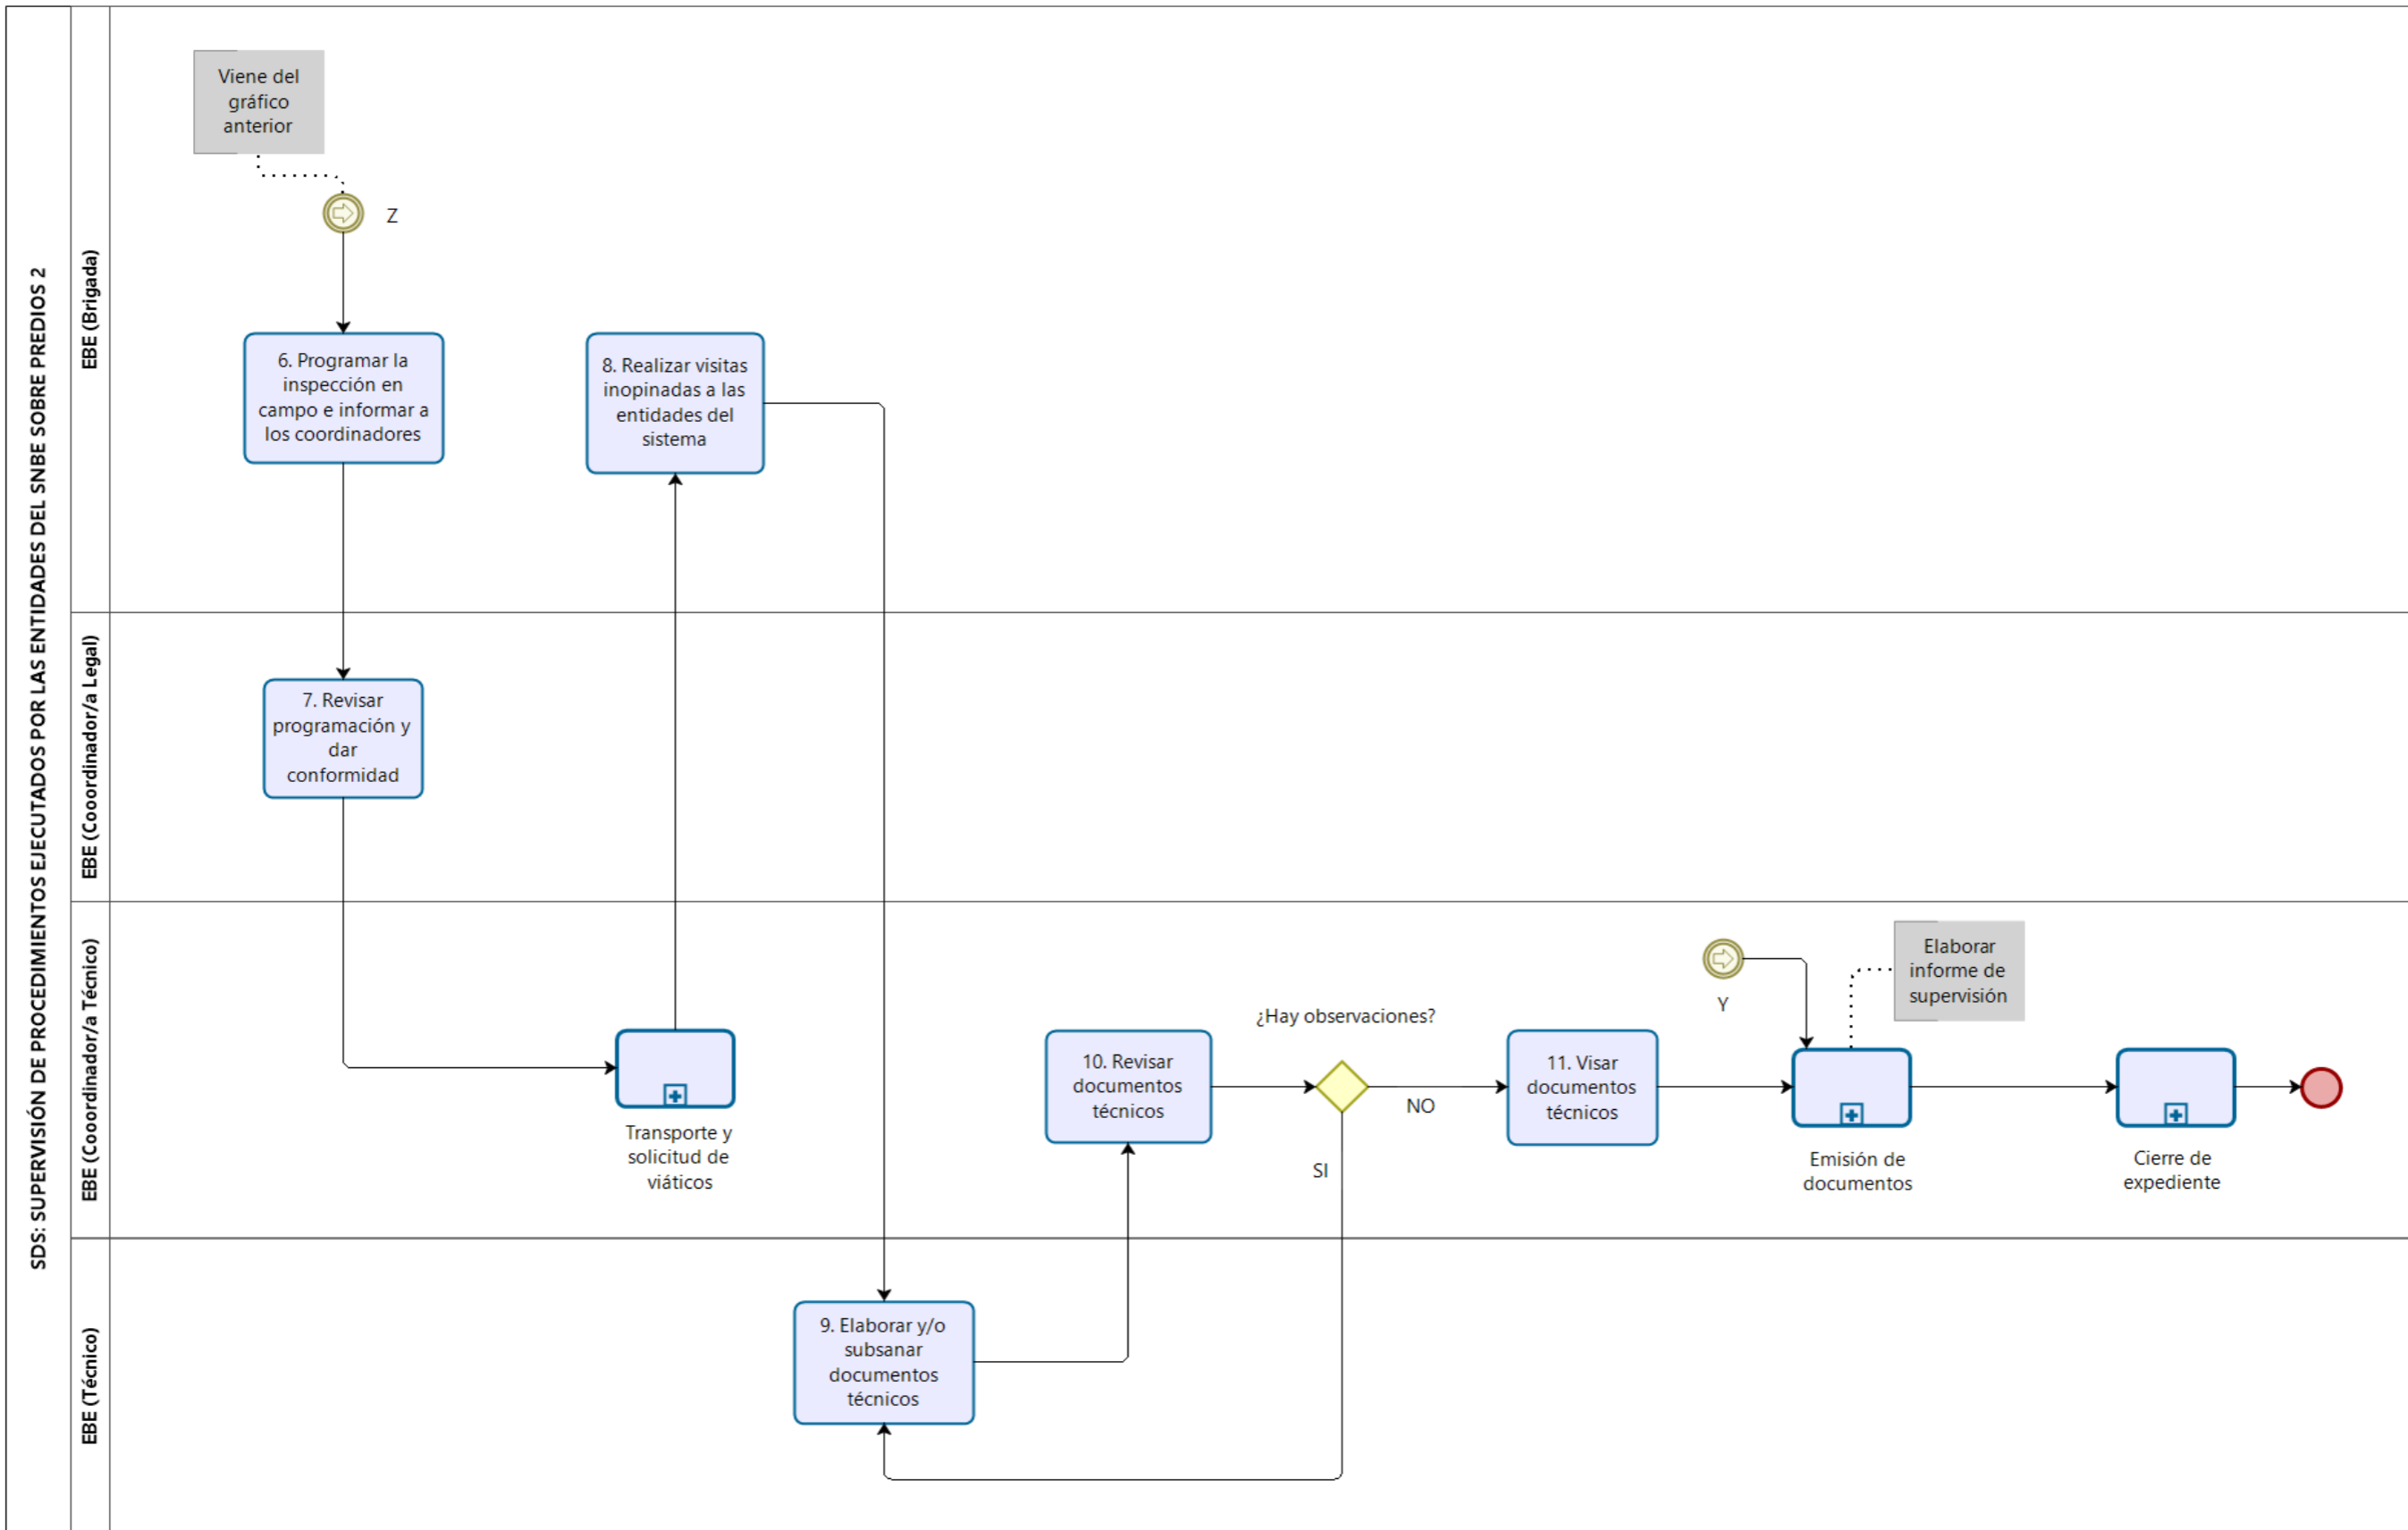 SDS: SUPERVISIÓN DE PROCEDIMIENTOS EJECUTADOS POR LAS ENTIDADES DEL SNBE SOBRE PREDIOS 2
EBE (Brigada)
Viene del
gráfico
anterior
Z
6. Programar la
inspección en
campo e informar a
los coordinadores
8. Realizar visitas
inopinadas a las
entidades del
sistema
EBE (Cooordinador/a Legal)
7. Revisar
programación y
dar
conformidad
EBE (Coordinador/a Técnico)
Transporte y
solicitud de
viáticos
10. Revisar
documentos
técnicos
¿Hay observaciones?
NO
SI
11. Visar
documentos
técnicos
Y
Elaborar
informe de
supervisión
Emisión de
documentos
Cierre de
expediente
EBE (Técnico)
9. Elaborar y/o
subsanar
documentos
técnicos